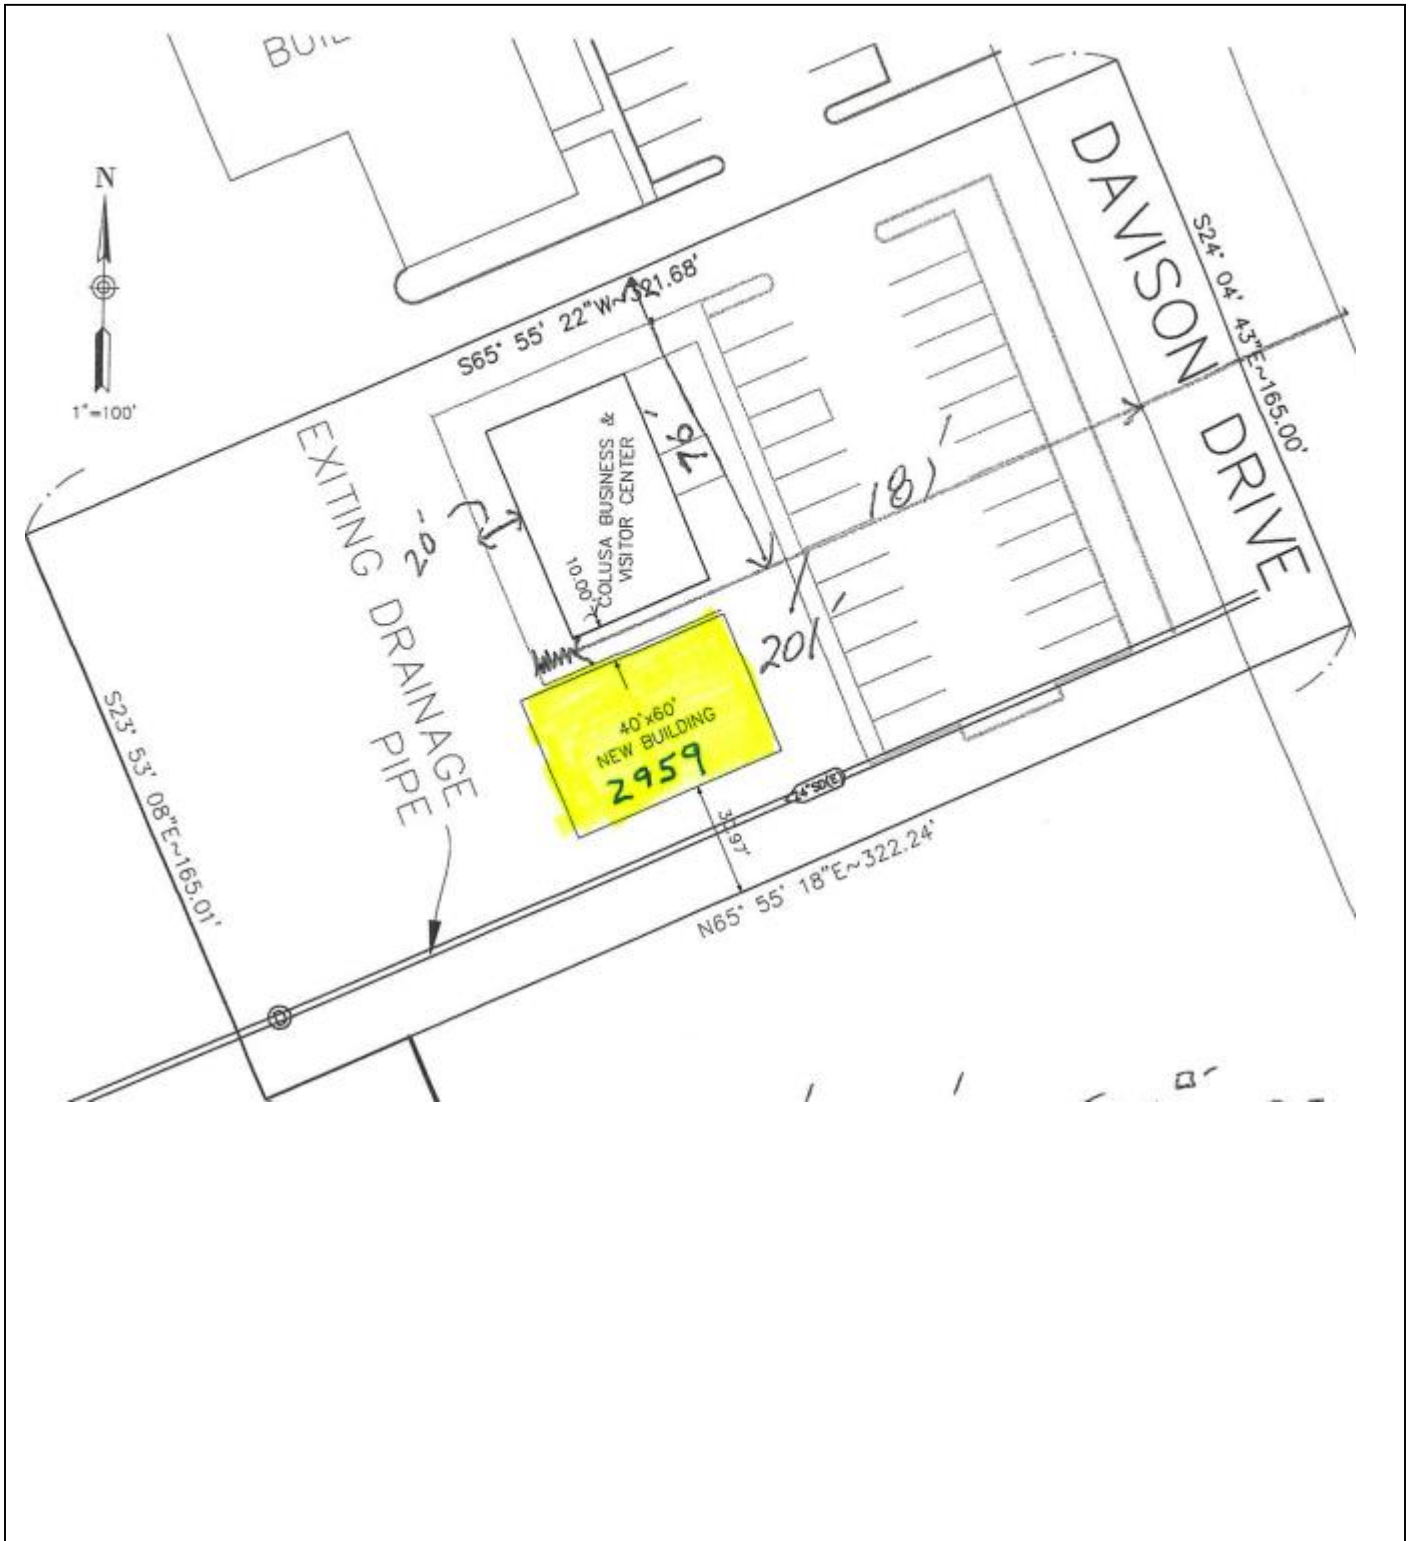 N
1"=100'
DAVISON
DRIVE
S24° 04' 43"E~165.00'
S65° 55' 22"W~321.68'
EXITING DRAINAGE
PIPE
20'
COLUSA BUSINESS &
VISITOR CENTER
10.00'
76'
181'
201'
40'x60'
NEW BUILDING
2959
S23° 53' 08"E~165.01'
N65° 55' 18"E~322.24'